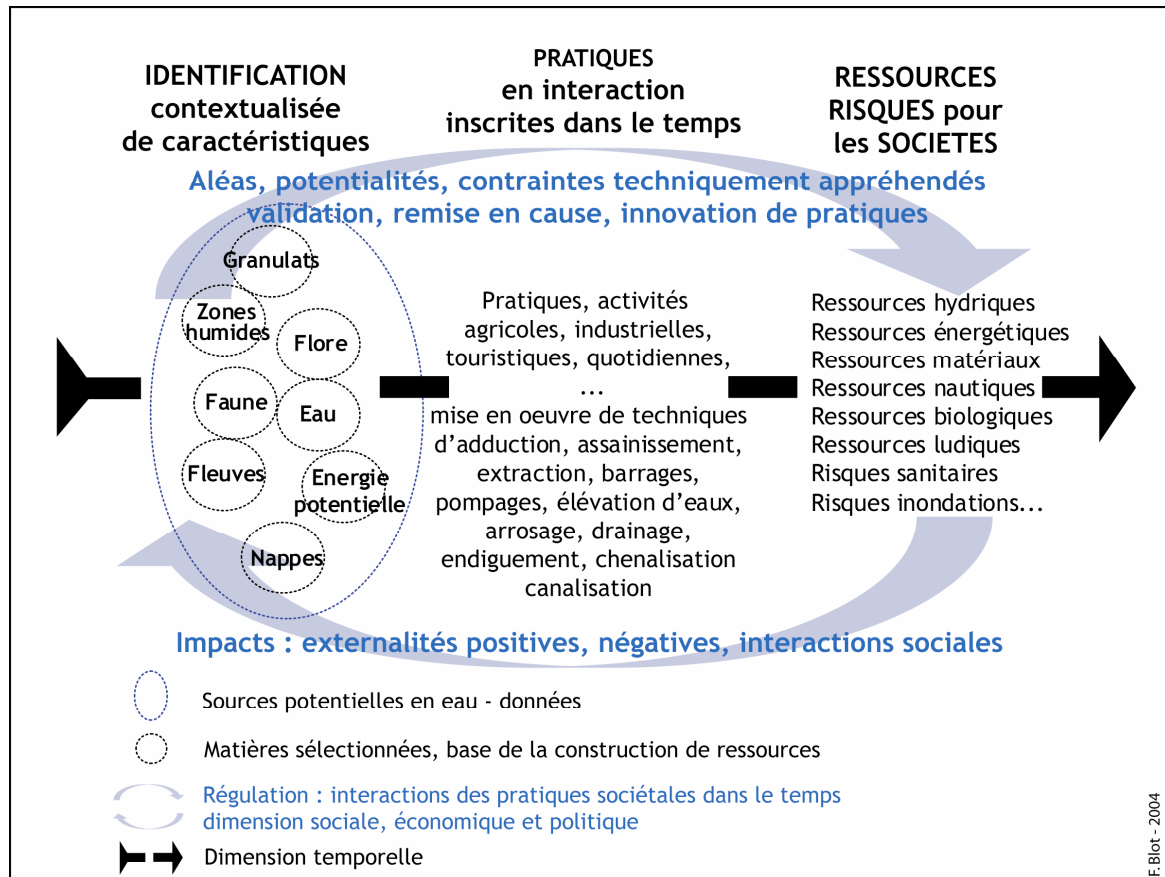 IDENTIFICATION
contextualisée
de caractéristiques
PRATIQUES
en interaction
inscrites dans le temps
RESSOURCES
RISQUES pour
les SOCIETES
Aléas, potentialités, contraintes techniquement appréhendés
validation, remise en cause, innovation de pratiques
Granulats
Zones
humides
Flore
Faune
Eau
Fleuves
Energie
potentielle
Nappes
Pratiques, activités
agricoles, industrielles,
touristiques, quotidiennes,
...
mise en oeuvre de techniques
d'adduction, assainissement,
extraction, barrages,
pompages, élévation d'eaux,
arrosage, drainage,
endiguement, chenalisation
canalisation
Ressources hydriques
Ressources énergétiques
Ressources matériaux
Ressources nautiques
Ressources biologiques
Ressources ludiques
Risques sanitaires
Risques inondations...
Impacts : externalités positives, négatives, interactions sociales
Sources potentielles en eau - données
Matières sélectionnées, base de la construction de ressources
Régulation : interactions des pratiques sociétales dans le temps
dimension sociale, économique et politique
Dimension temporelle
F. Blot - 2004